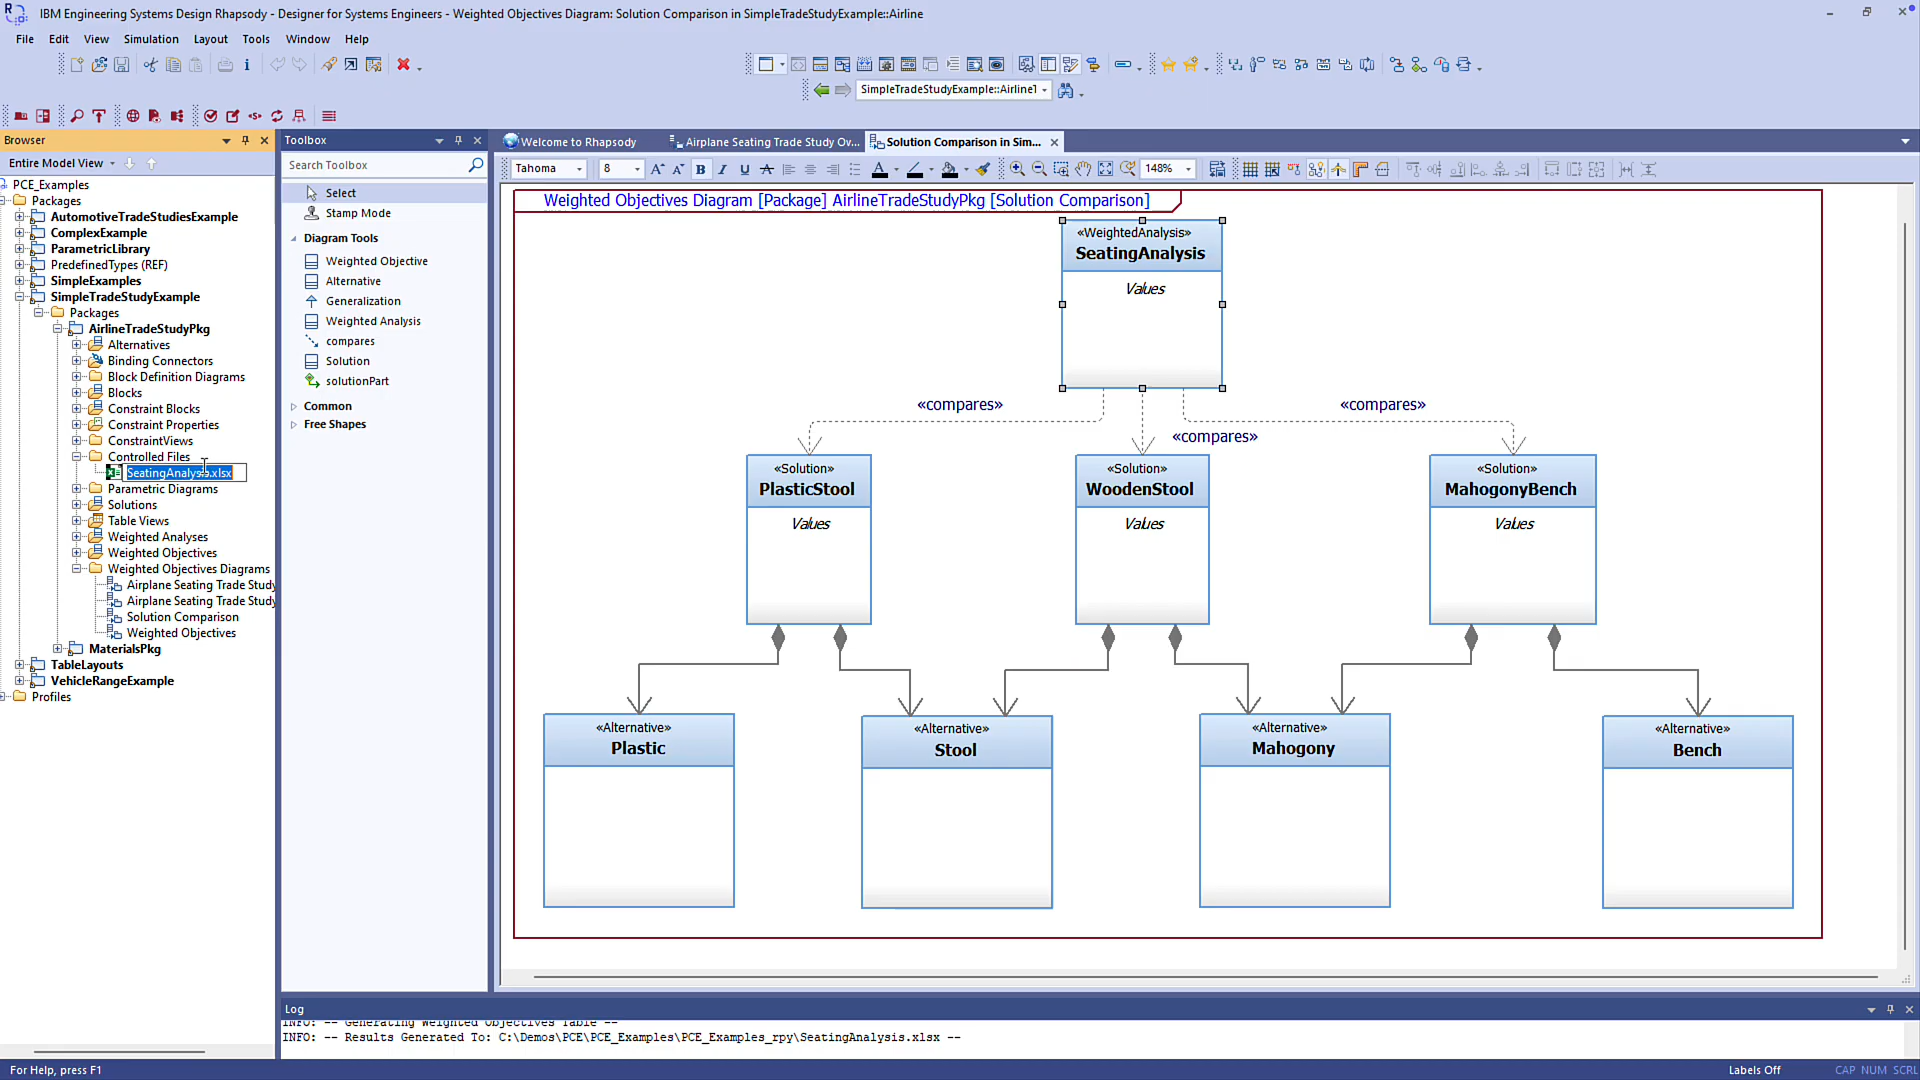 IBM Engineering Systems Design Rhapsody - Designer for Systems Engineers - Weighted Objectives Diagram: Solution Comparison in SimpleTradeStudyExample::Airline
File Edit View Simulation Layout Tools Window Help
SimpleTradeStudyExample::AirlineT
Browser
Entire Model View
PCE_Examples
Packages
AutomotiveTradeStudiesExample
ComplexExample
ParametricLibrary
PredefinedTypes (REF)
SimpleExamples
SimpleTradeStudyExample
Packages
AirlineTradeStudyPkg
Alternatives
Binding Connectors
Block Definition Diagrams
Blocks
Constraint Blocks
Constraint Properties
ConstraintViews
Controlled Files
SeatingAnalysis.xlsx
Parametric Diagrams
Solutions
Table Views
Weighted Analyses
Weighted Objectives
Weighted Objectives Diagrams
Airplane Seating Trade Study
Airplane Seating Trade Study
Solution Comparison
Weighted Objectives
MaterialsPkg
TableLayouts
VehicleRangeExample
Profiles
Toolbox
Search Toolbox
Select
Stamp Mode
Diagram Tools
Weighted Objective
Alternative
Generalization
Weighted Analysis
compares
Solution
solutionPart
Common
Free Shapes
Welcome to Rhapsody
Airplane Seating Trade Study Ov...
Solution Comparison in Sim...
Tahoma 8 148%
Weighted Objectives Diagram [Package] AirlineTradeStudyPkg [Solution Comparison]
«WeightedAnalysis»
SeatingAnalysis
Values
«compares»
«compares»
«compares»
«Solution»
PlasticStool
Values
«Solution»
WoodenStool
Values
«Solution»
MahogonyBench
Values
«Alternative»
Plastic
«Alternative»
Stool
«Alternative»
Mahogony
«Alternative»
Bench
Log
INFO: -- Generating Weighted Objectives Table --
INFO: -- Results Generated To: C:\Demos\PCE\PCE_Examples\PCE_Examples_rpy\SeatingAnalysis.xlsx --
For Help, press F1
Labels Off
CAP NUM SCRL